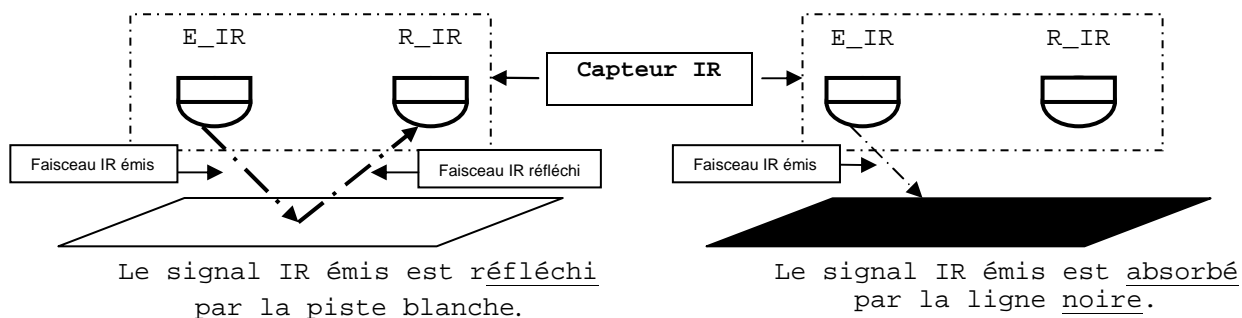 E_IR R_IR
Capteur IR
E_IR R_IR
Faisceau IR émis
Faisceau IR réfléchi
Faisceau IR émis
Le signal IR émis est réfléchi
par la piste blanche.
Le signal IR émis est absorbé
par la ligne noire.